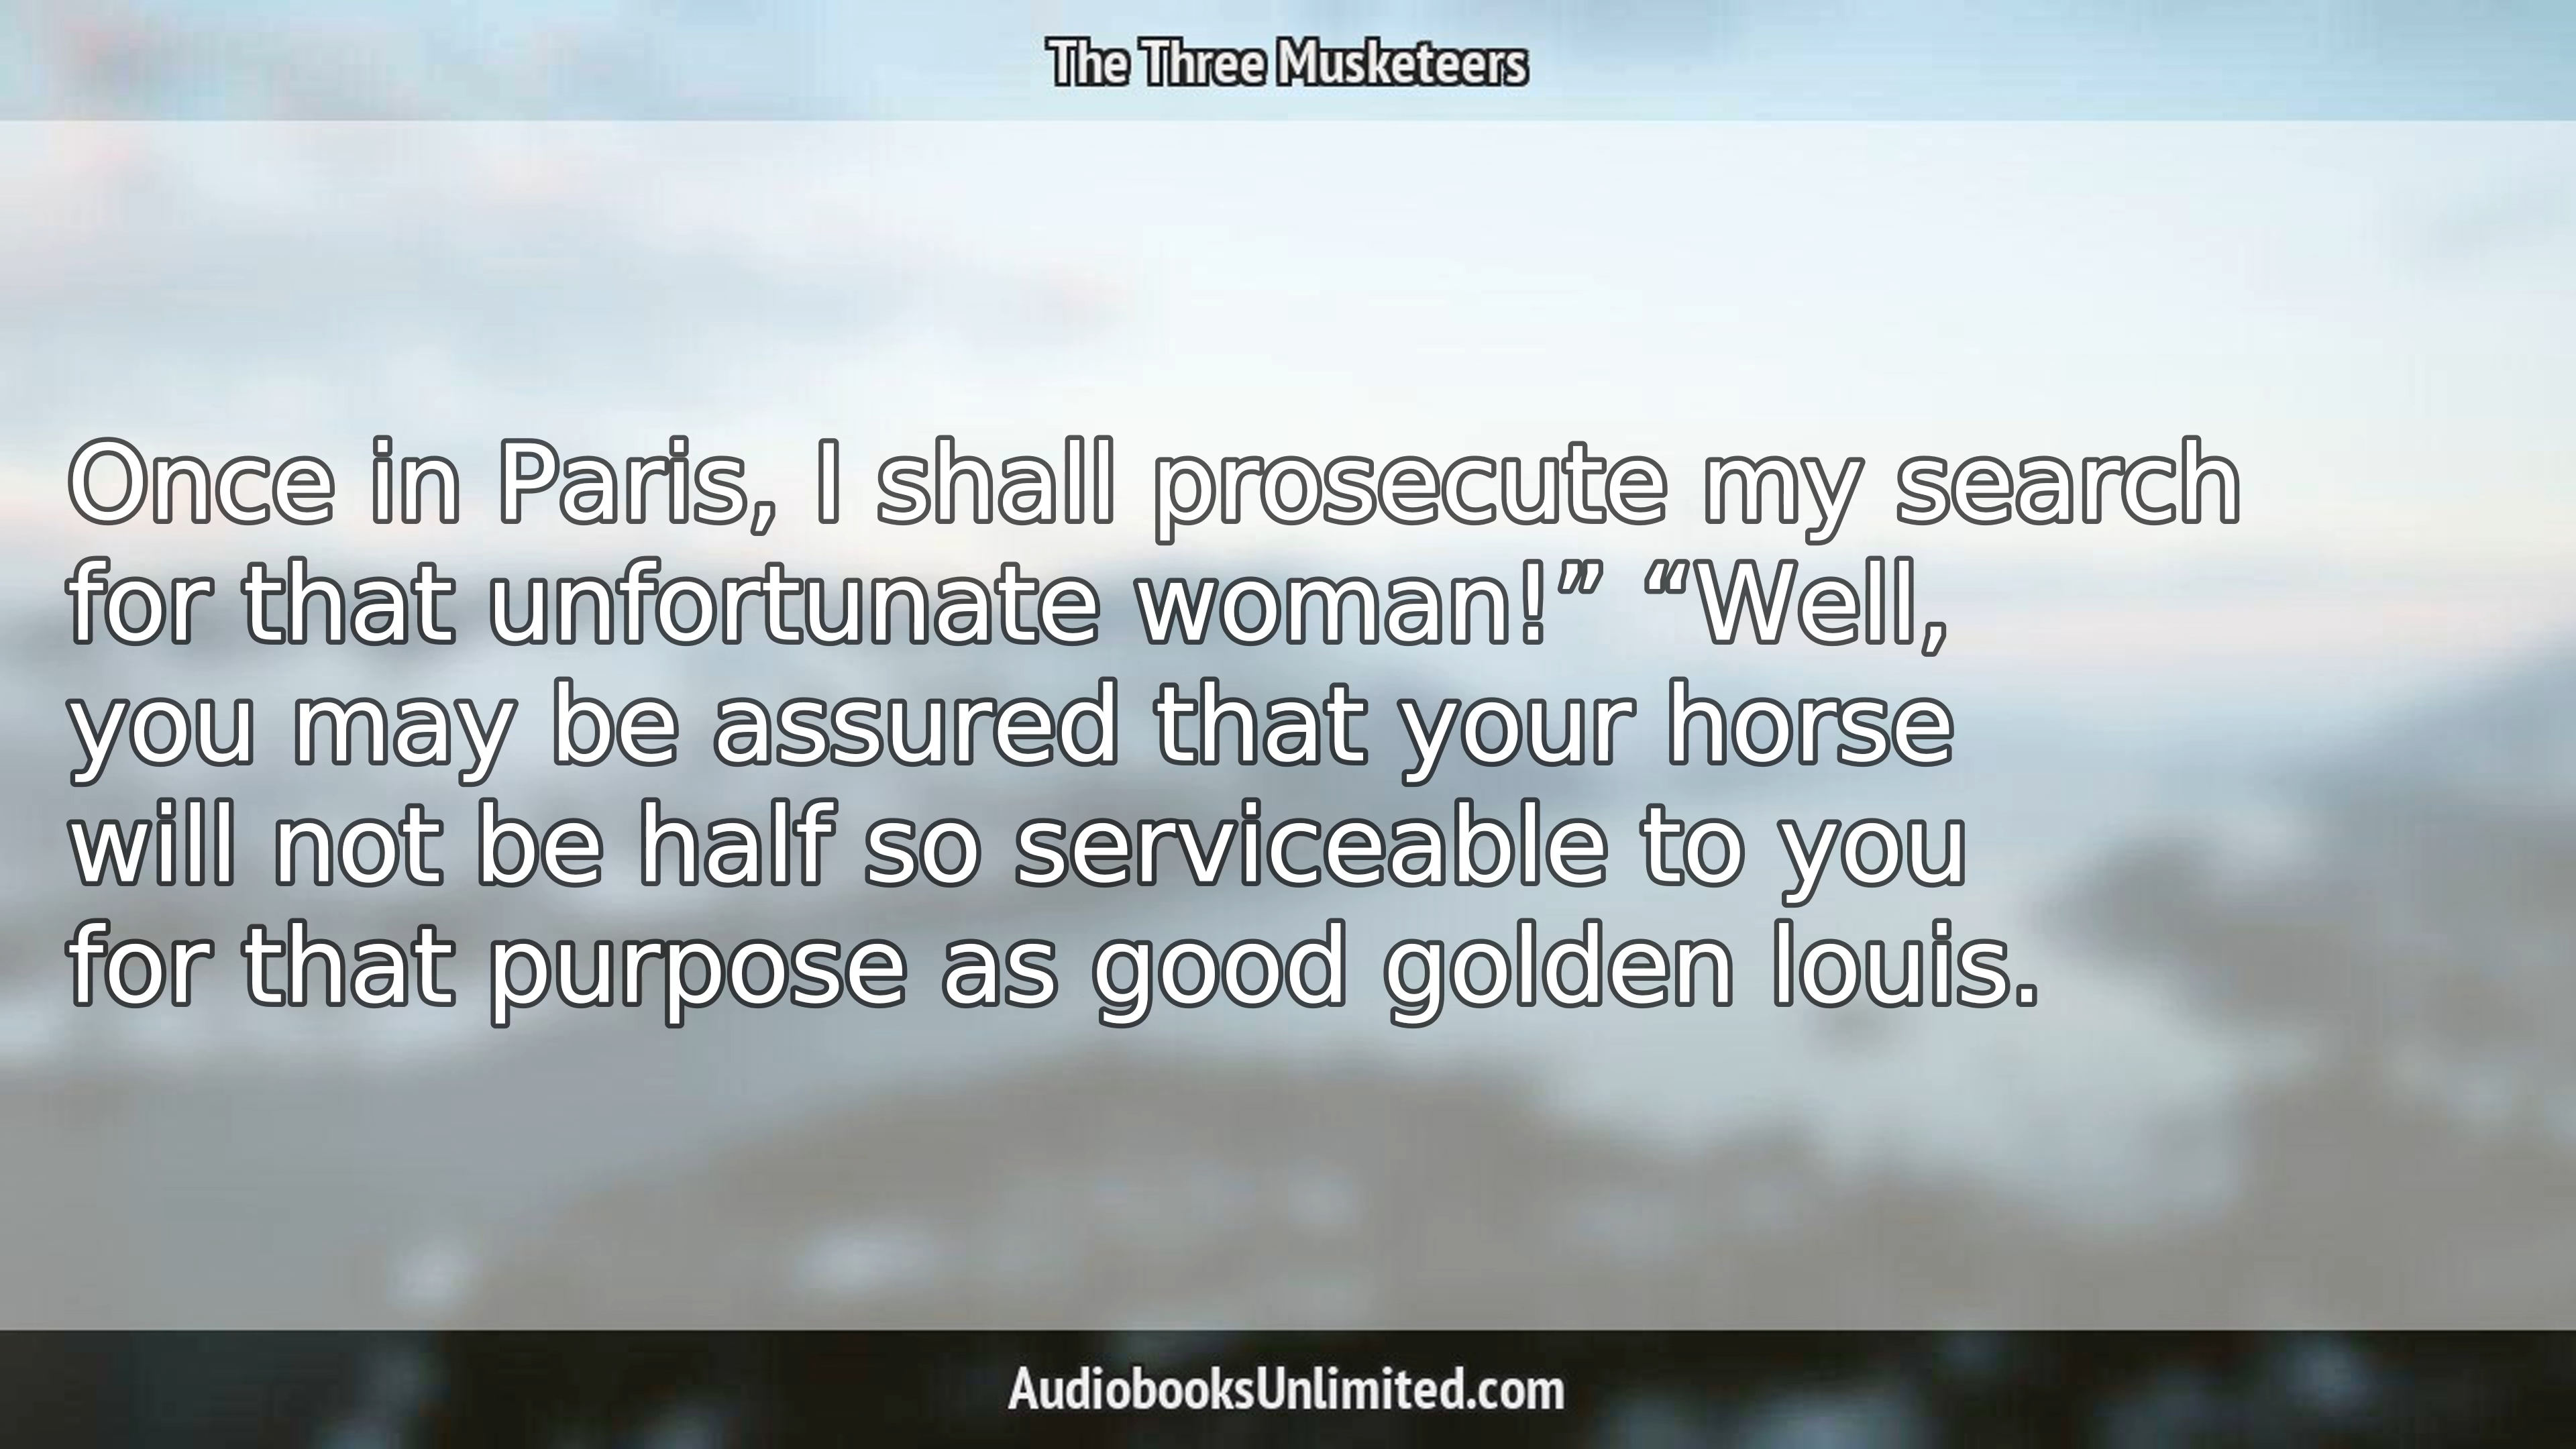 The Three Musketeers
Once in Paris, I shall prosecute my search
for that unfortunate woman!” “Well,
you may be assured that your horse
will not be half so serviceable to you
for that purpose as good golden louis.
AudiobooksUnlimited.com